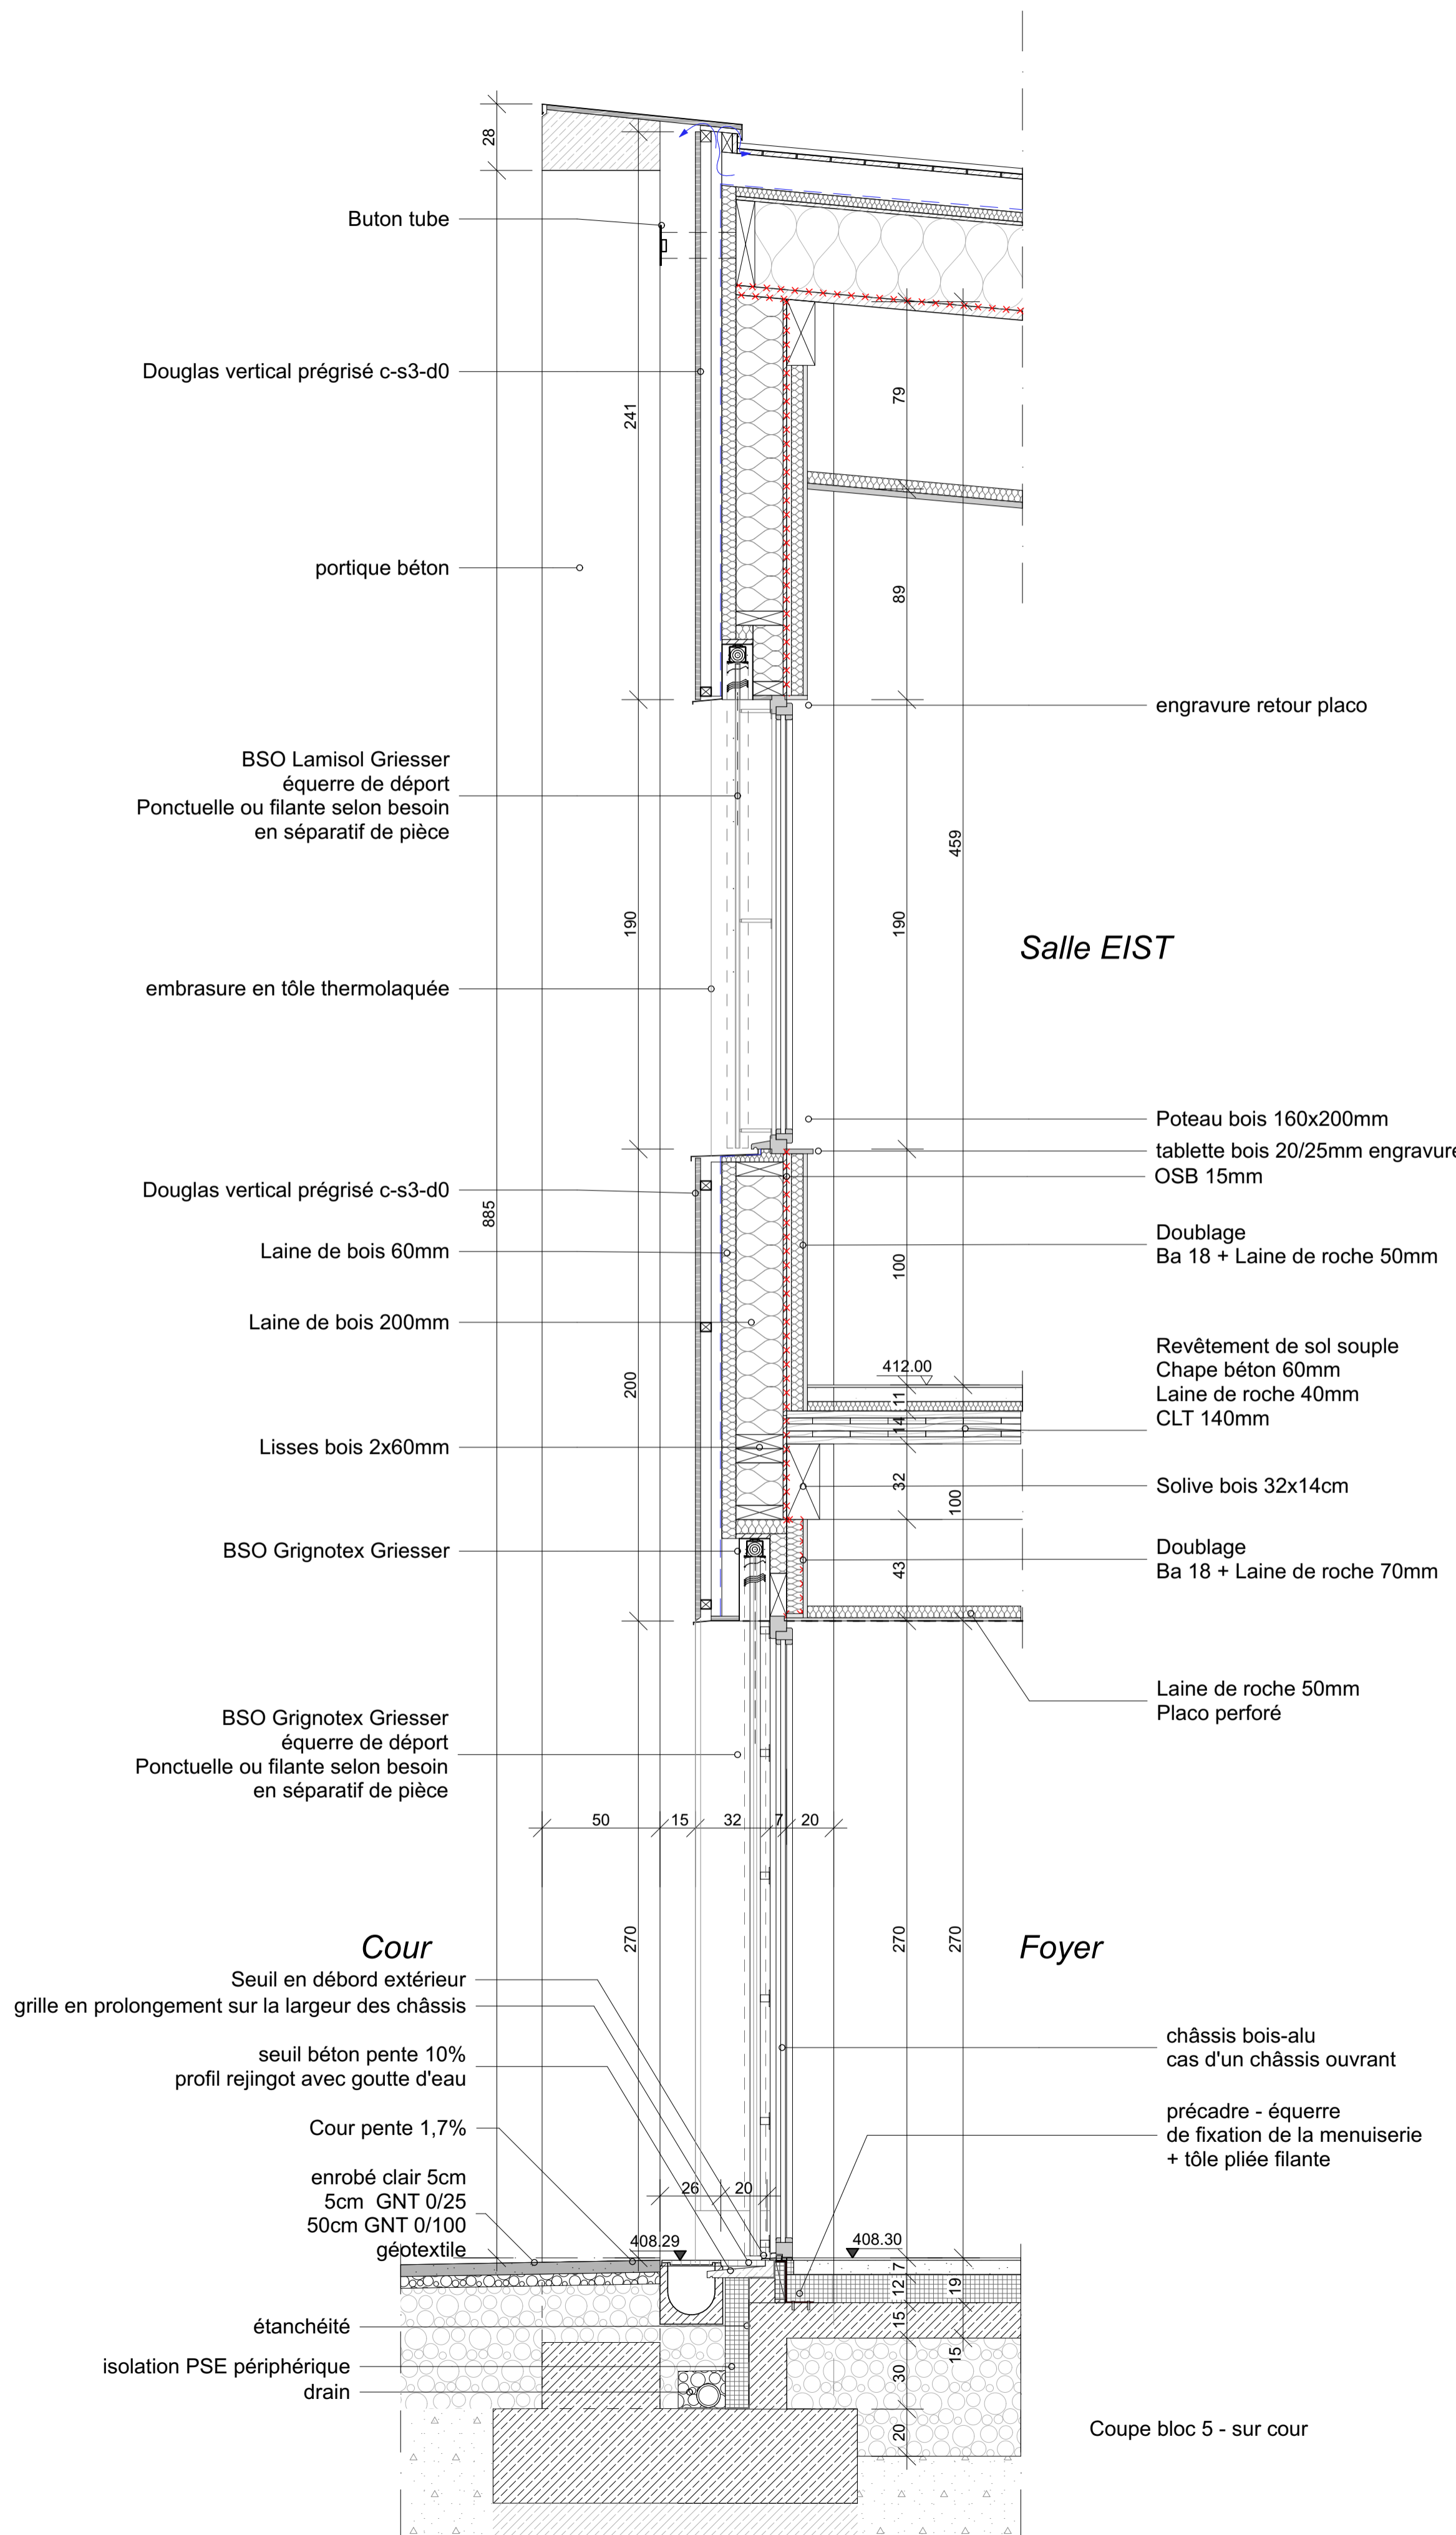 28
Buton tube
Douglas vertical prégrisé c-s3-d0
241
79
portique béton
89
engravure retour placo
BSO Lamisol Griesser
équerre de déport
Ponctuelle ou filante selon besoin
en séparatif de pièce
459
190
190
Salle EIST
embrasure en tôle thermolaquée
Poteau bois 160x200mm
tablette bois 20/25mm engravure
OSB 15mm
Douglas vertical prégrisé c-s3-d0
885
Doublage
Ba 18 + Laine de roche 50mm
Laine de bois 60mm
100
Laine de bois 200mm
Revêtement de sol souple
Chape béton 60mm
Laine de roche 40mm
CLT 140mm
412.00
200
11
14
Lisses bois 2x60mm
32
100
Solive bois 32x14cm
BSO Grignotex Griesser
43
Doublage
Ba 18 + Laine de roche 70mm
Laine de roche 50mm
Placo perforé
BSO Grignotex Griesser
équerre de déport
Ponctuelle ou filante selon besoin
en séparatif de pièce
50 15 32 7 20
270
270
270
Cour
Foyer
Seuil en débord extérieur
grille en prolongement sur la largeur des châssis
châssis bois-alu
cas d'un châssis ouvrant
seuil béton pente 10%
profil rejingot avec goutte d'eau
précadre - équerre
de fixation de la menuiserie
+ tôle pliée filante
Cour pente 1,7%
enrobé clair 5cm
5cm  GNT 0/25
50cm GNT 0/100
géotextile
26 20
408.29
408.30
7
12
19
15
15
30
20
étanchéité
isolation PSE périphérique
drain
Coupe bloc 5 - sur cour